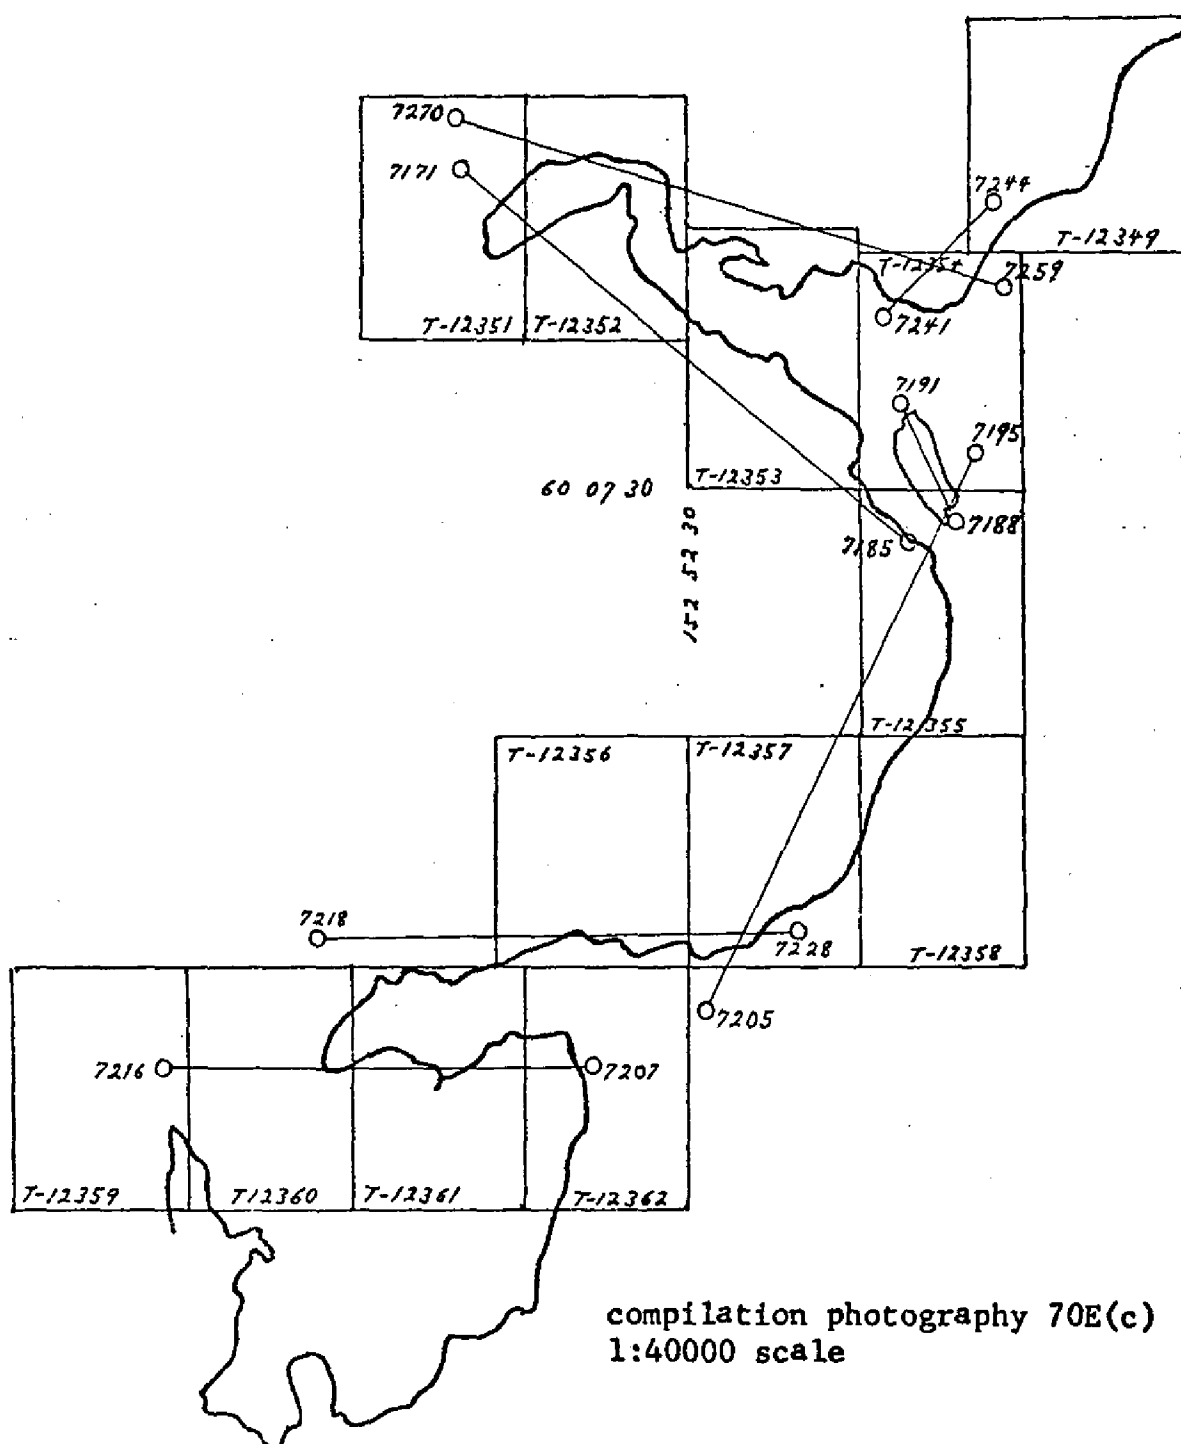 7270
7171
7244
T-12349
T-12354
7259
7241
T-12351
T-12352
7191
7195
T-12353
60 07 30
7188
7185
152 52 30
T-12355
T-12356
T-12357
7218
7228
T-12358
7205
7216
7207
T-12359
T12360
T-12361
T-12362
compilation photography 70E(c)
1:40000 scale